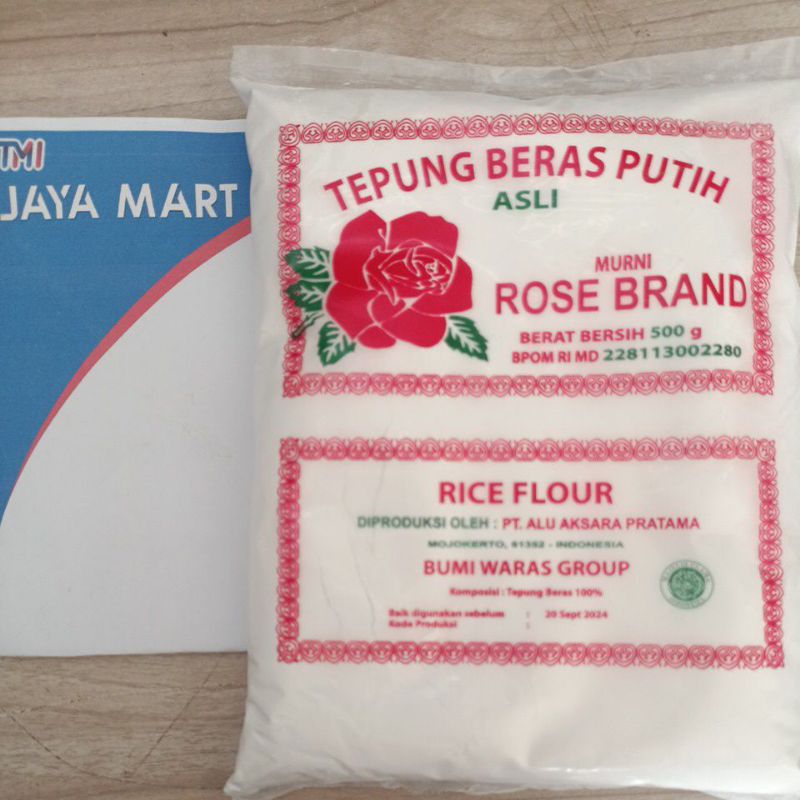 TMI
JAYA MART
TEPUNG BERAS PUTIH
ASLI
MURNI
ROSE BRAND
BERAT BERSIH 500 g
BPOM RI MD 228113002280
RICE FLOUR
DIPRODUKSI OLEH : PT. ALU AKSARA PRATAMA
MOJOKERTO, 61352 - INDONESIA
BUMI WARAS GROUP
Komposisi : Tepung Beras 100%
Baik digunakan sebelum : 20 Sept 2024
Kode Produksi :